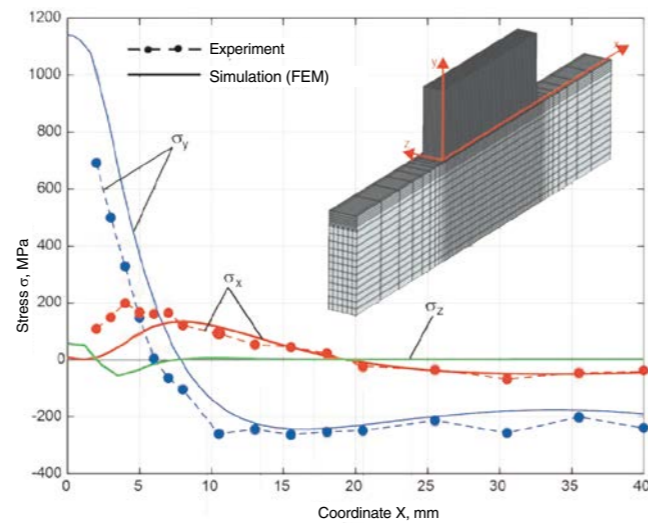 1200
1000
800
600
400
200
0
-200
-400
Stress σ, MPa
Experiment
Simulation (FEM)
σy
σx
σz
y
x
z
0
5
10
15
20
25
30
35
40
Coordinate X, mm